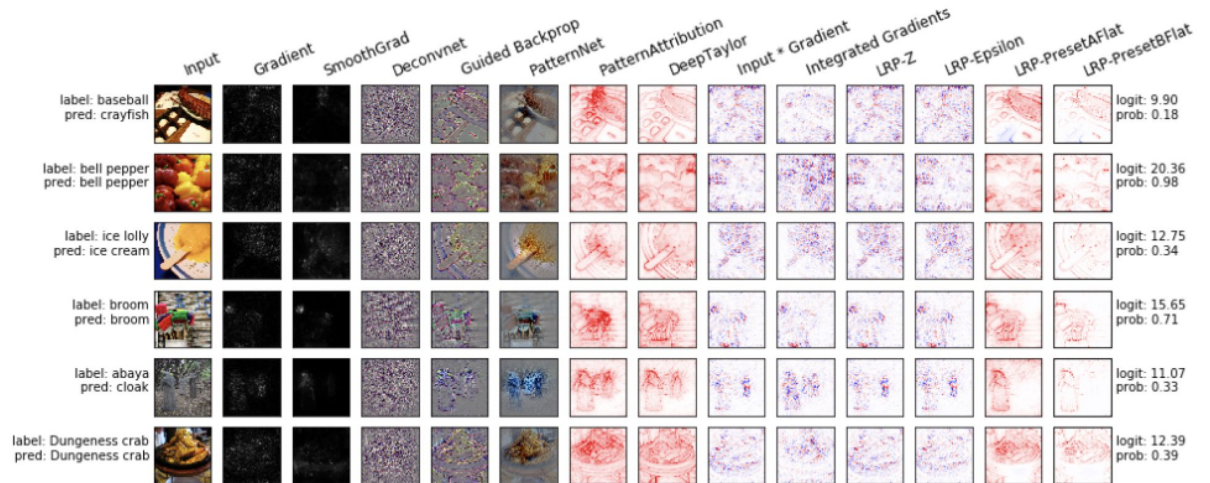 Input
Gradient
SmoothGrad
Deconvnet
Guided Backprop
PatternNet
PatternAttribution
DeepTaylor
Input * Gradient
Integrated Gradients
LRP-Z
LRP-Epsilon
LRP-PresetAFlat
LRP-PresetBFlat
label: baseball
pred: crayfish
logit: 9.90
prob: 0.18
label: bell pepper
pred: bell pepper
logit: 20.36
prob: 0.98
label: ice lolly
pred: ice cream
logit: 12.75
prob: 0.34
label: broom
pred: broom
logit: 15.65
prob: 0.71
label: abaya
pred: cloak
logit: 11.07
prob: 0.33
label: Dungeness crab
pred: Dungeness crab
logit: 12.39
prob: 0.39